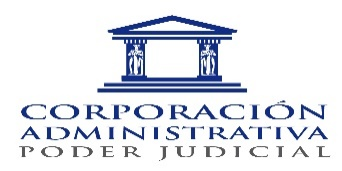 CORPORACIÓN
ADMINISTRATIVA
PODER JUDICIAL